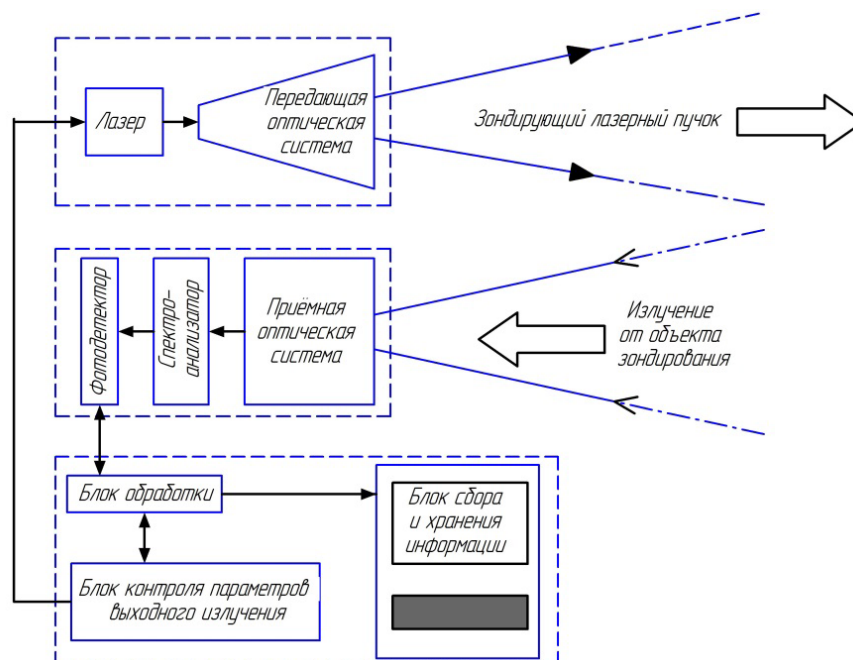 Лазер
Передающая
оптическая
система
Зондирующий лазерный пучок
Фотодетектор
Спектро-
анализатор
Приёмная
оптическая
система
Излучение
от объекта
зондирования
Блок обработки
Блок сбора
и хранения
информации
Блок контроля параметров
выходного излучения